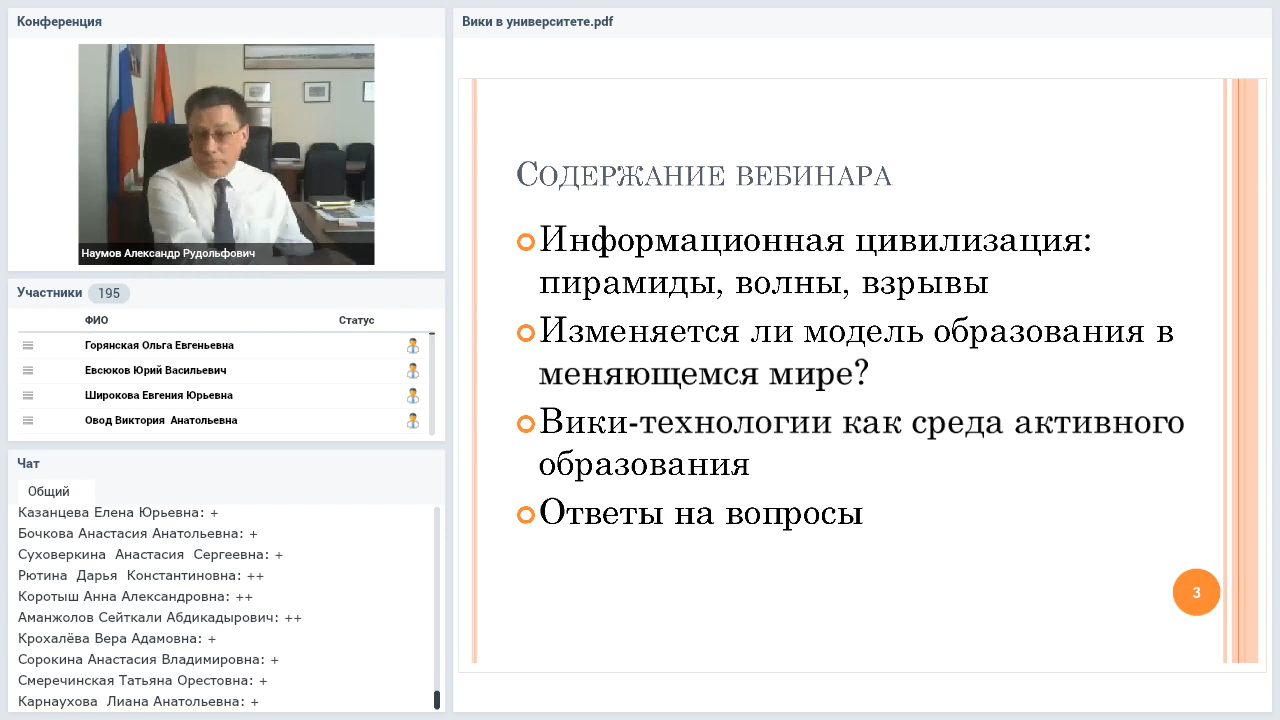 Конференция
Наумов Александр Рудольфович
Участники 195
ФИО Статус
Горянская Ольга Евгеньевна
Евсюков Юрий Васильевич
Широкова Евгения Юрьевна
Овод Виктория Анатольевна
Чат
Общий
Казанцева Елена Юрьевна: +
Бочкова Анастасия Анатольевна: +
Суховеркина Анастасия Сергеевна: +
Рютина Дарья Константиновна: ++
Коротыш Анна Александровна: ++
Аманжолов Сейткали Абдикадырович: ++
Крохалёва Вера Адамовна: +
Сорокина Анастасия Владимировна: +
Смеречинская Татьяна Орестовна: +
Карнаухова Лиана Анатольевна: +
Вики в университете.pdf
Содержание вебинара
Информационная цивилизация:
пирамиды, волны, взрывы
Изменяется ли модель образования в
меняющемся мире?
Вики-технологии как среда активного
образования
Ответы на вопросы
3